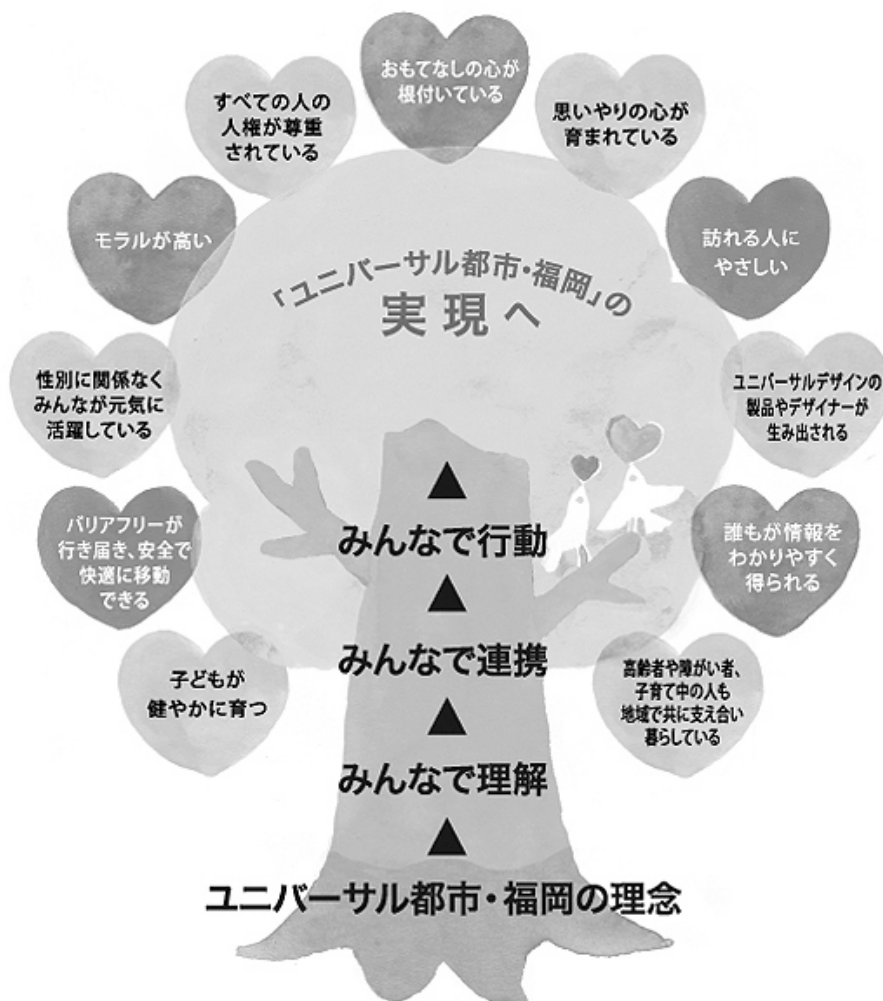 おもてなしの心が
根付いている
すべての人の
人権が尊重
されている
思いやりの心が
育まれている
モラルが高い
訪れる人に
やさしい
「ユニバーサル都市・福岡」の
実現へ
性別に関係なく
みんなが元気に
活躍している
ユニバーサルデザインの
製品やデザイナーが
生み出される
バリアフリーが
行き届き、安全で
快適に移動
できる
誰もが情報を
わかりやすく
得られる
子どもが
健やかに育つ
高齢者や障がい者、
子育て中の人も
地域で共に支え合い
暮らしている
▲
みんなで行動
▲
みんなで連携
▲
みんなで理解
▲
ユニバーサル都市・福岡の理念